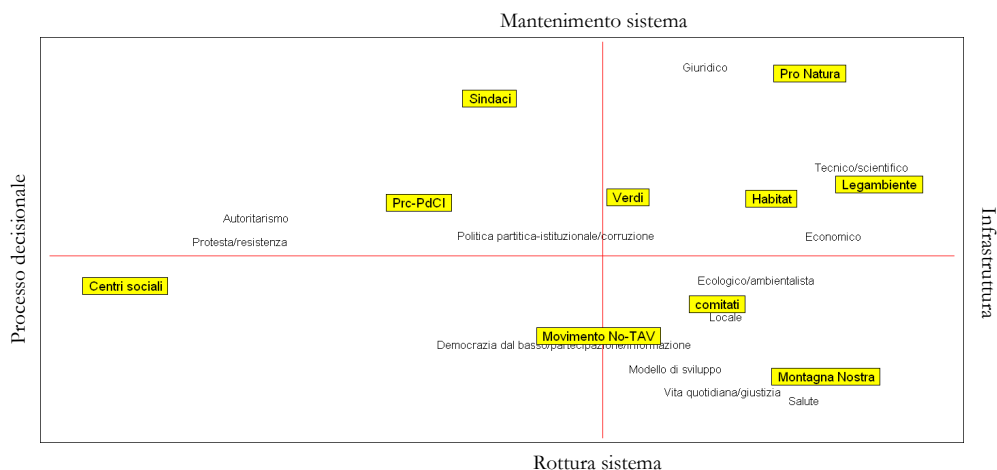 Mantenimento sistema
Giuridico
Pro Natura
Sindaci
Tecnico/scientifico
Legambiente
Verdi
Habitat
Prc-PdCI
Autoritarismo
Politica partitica-istituzionale/corruzione
Economico
Protesta/resistenza
Processo decisionale
Infrastruttura
Ecologico/ambientalista
Centri sociali
comitati
Locale
Movimento No-TAV
Democrazia dal basso/partecipazione/informazione
Modello di sviluppo
Montagna Nostra
Vita quotidiana/giustizia
Salute
Rottura sistema